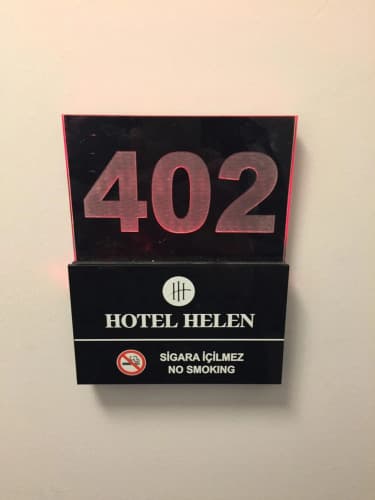 402
HOTEL HELEN
SİGARA İÇİLMEZ
NO SMOKING